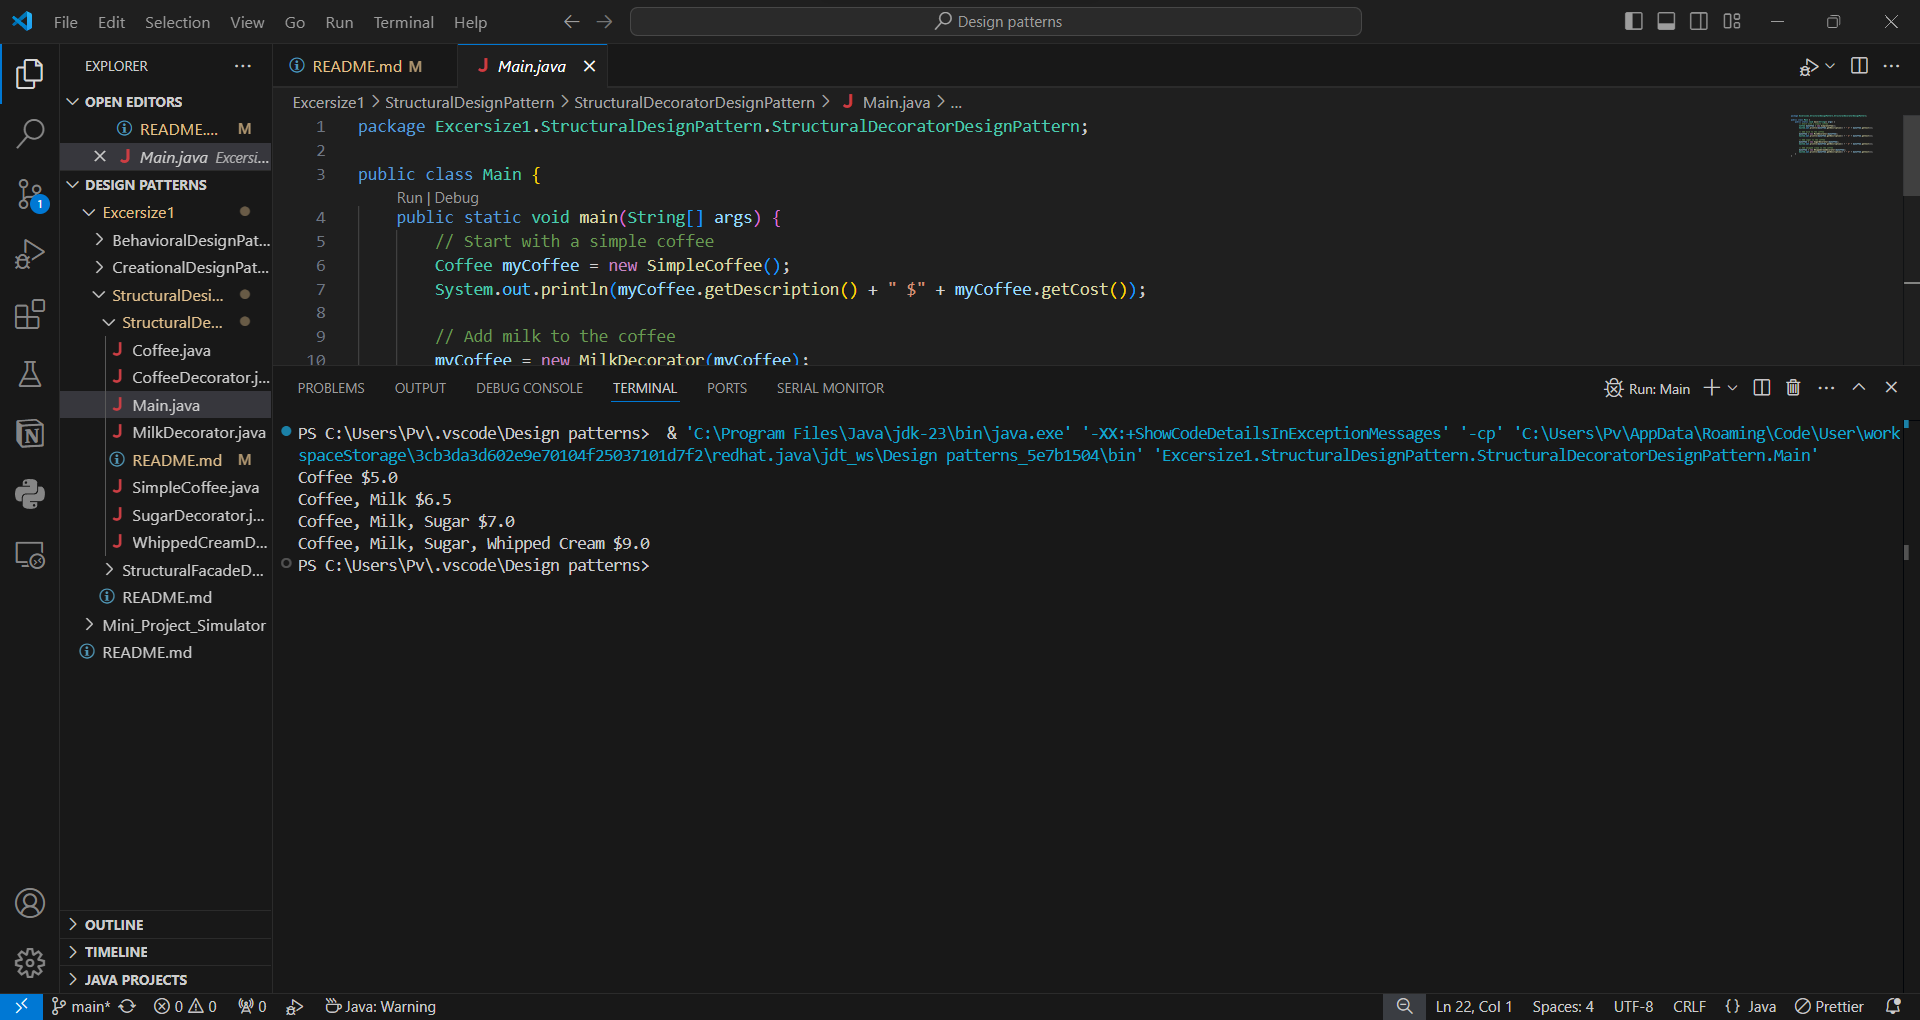 File Edit Selection View Go Run Terminal Help
Design patterns
EXPLORER
OPEN EDITORS
README.... M
Main.java Excersi...
DESIGN PATTERNS
Excersize1
BehavioralDesignPat...
CreationalDesignPat...
StructuralDesi...
StructuralDe...
Coffee.java
CoffeeDecorator.j...
Main.java
MilkDecorator.java
README.md M
SimpleCoffee.java
SugarDecorator.j...
WhippedCreamD...
StructuralFacadeD...
README.md
Mini_Project_Simulator
README.md
OUTLINE
TIMELINE
JAVA PROJECTS
1
README.md M
Main.java
Excersize1 > StructuralDesignPattern > StructuralDecoratorDesignPattern > Main.java > ...
1 package Excersize1.StructuralDesignPattern.StructuralDecoratorDesignPattern;
2
3 public class Main {
Run | Debug
4 public static void main(String[] args) {
5 // Start with a simple coffee
6 Coffee myCoffee = new SimpleCoffee();
7 System.out.println(myCoffee.getDescription() + " $" + myCoffee.getCost());
8
9 // Add milk to the coffee
10 myCoffee = new MilkDecorator(myCoffee);
PROBLEMS OUTPUT DEBUG CONSOLE TERMINAL PORTS SERIAL MONITOR
Run: Main
PS C:\Users\Pv\.vscode\Design patterns>  & 'C:\Program Files\Java\jdk-23\bin\java.exe' '-XX:+ShowCodeDetailsInExceptionMessages' '-cp' 'C:\Users\Pv\AppData\Roaming\Code\User\work
spaceStorage\3cb3da3d602e9e70104f25037101d7f2\redhat.java\jdt_ws\Design patterns_5e7b1504\bin' 'Excersize1.StructuralDesignPattern.StructuralDecoratorDesignPattern.Main'
Coffee $5.0
Coffee, Milk $6.5
Coffee, Milk, Sugar $7.0
Coffee, Milk, Sugar, Whipped Cream $9.0
PS C:\Users\Pv\.vscode\Design patterns>
main* 0 0 0 Java: Warning
Ln 22, Col 1 Spaces: 4 UTF-8 CRLF {} Java Prettier